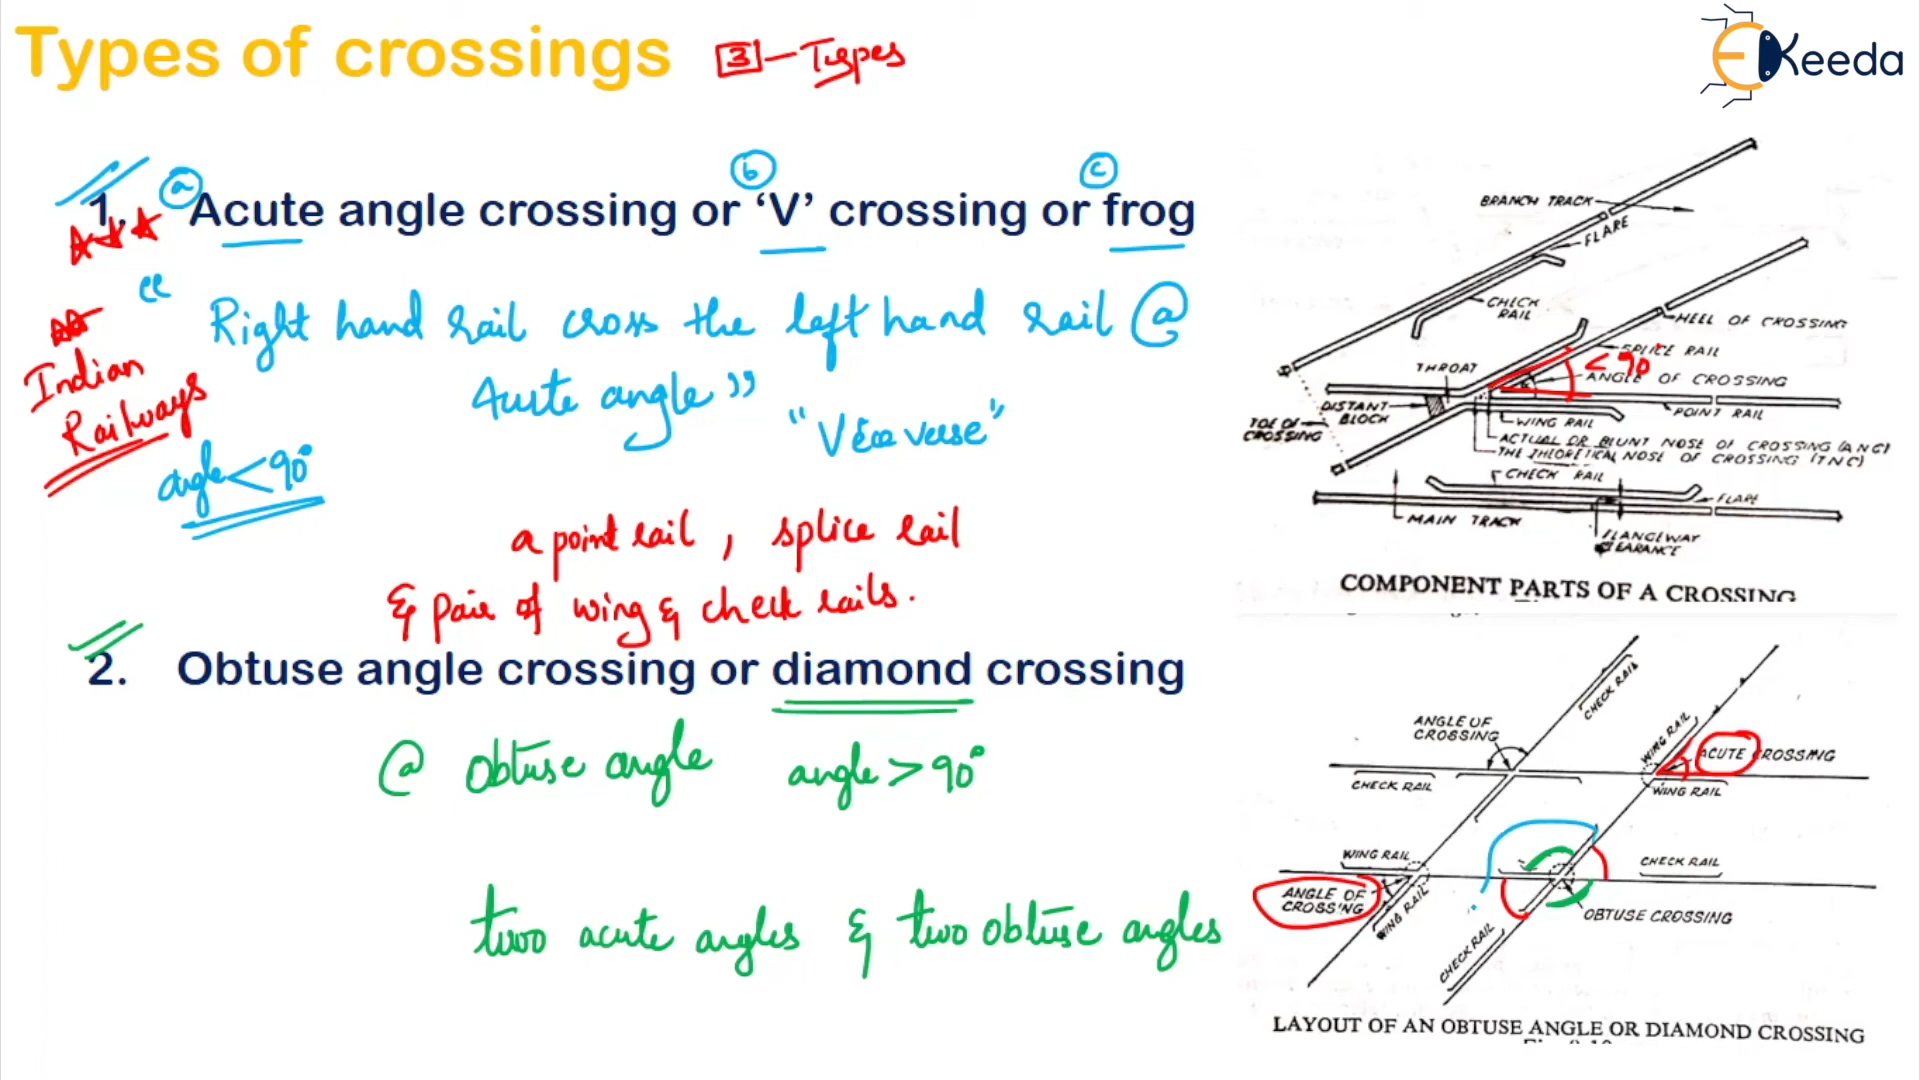 Types of crossings
3 - Types
Keeda
a b c
1. Acute angle crossing or ‘V’ crossing or frog
“ Right hand rail cross the left hand rail @
Acute angle ”
“Vice verse”
Indian
Railways
angle < 90°
a point rail , splice rail
& pair of wing & check rails.
2. Obtuse angle crossing or diamond crossing
@ obtuse angle angle > 90°
two acute angles & two obtuse angles
BRANCH TRACK
FLARE
CHECK
RAIL
HEEL OF CROSSING
SPLICE RAIL
< 90°
THROAT
ANGLE OF CROSSING
DISTANT
BLOCK
POINT RAIL
TOE OF
CROSSING
WING RAIL
ACTUAL OR BLUNT NOSE OF CROSSING (ANC)
THE THEORETICAL NOSE OF CROSSING (TNC)
CHECK RAIL
FLARE
MAIN TRACK
FLANGEWAY
CLEARANCE
COMPONENT PARTS OF A CROSSING
CHECK RAIL
ANGLE OF
CROSSING
WING RAIL
ACUTE CROSSING
CHECK RAIL
WING RAIL
WING RAIL
CHECK RAIL
ANGLE OF
CROSSING
WING RAIL
OBTUSE CROSSING
CHECK RAIL
LAYOUT OF AN OBTUSE ANGLE OR DIAMOND CROSSING